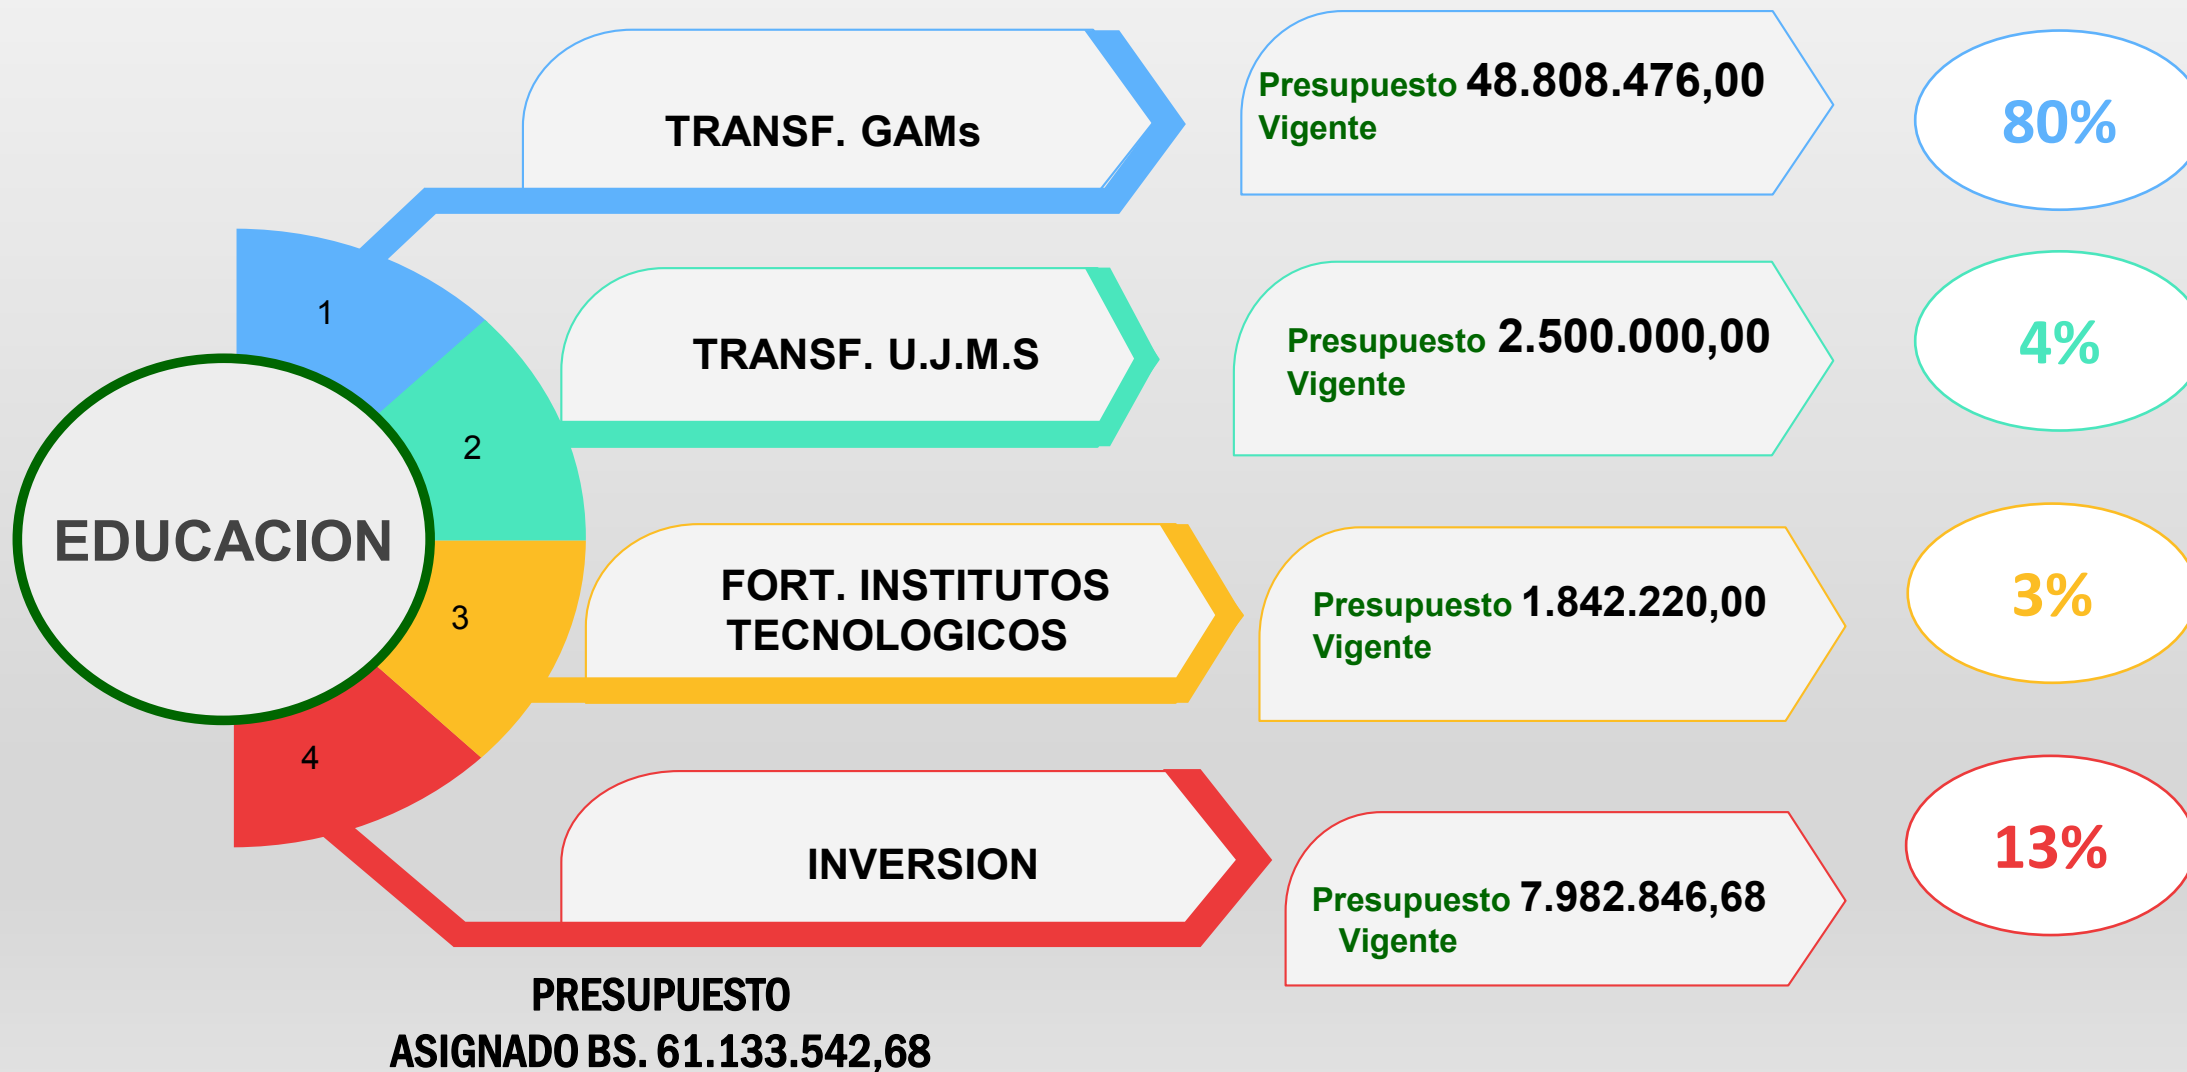 EDUCACION
1
TRANSF. GAMs
Presupuesto 48.808.476,00
Vigente
80%
2
TRANSF. U.J.M.S
Presupuesto 2.500.000,00
Vigente
4%
3
FORT. INSTITUTOS
TECNOLOGICOS
Presupuesto 1.842.220,00
Vigente
3%
4
INVERSION
Presupuesto 7.982.846,68
Vigente
13%
PRESUPUESTO
ASIGNADO BS. 61.133.542,68